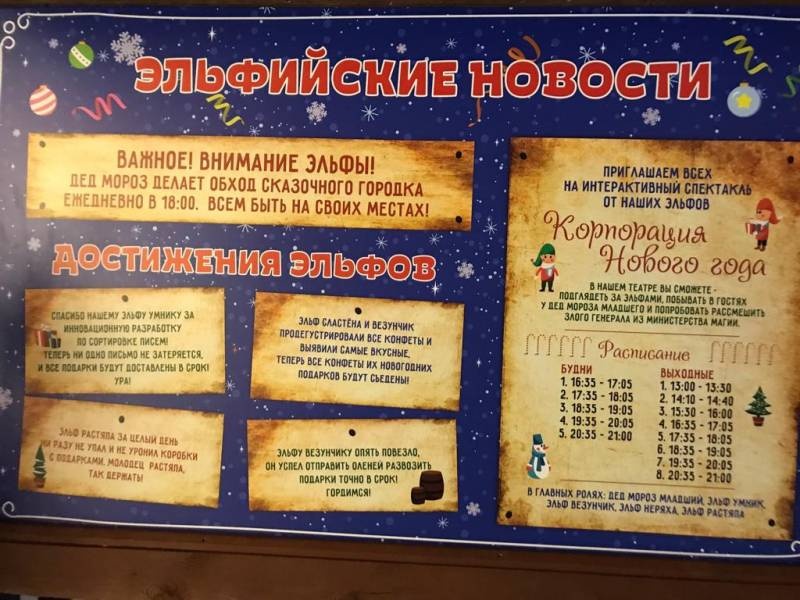 ЭЛЬФИЙСКИЕ НОВОСТИ
ВАЖНОЕ! ВНИМАНИЕ ЭЛЬФЫ!
ДЕД МОРОЗ ДЕЛАЕТ ОБХОД СКАЗОЧНОГО ГОРОДКА
ЕЖЕДНЕВНО В 18:00. ВСЕМ БЫТЬ НА СВОИХ МЕСТАХ!
ДОСТИЖЕНИЯ ЭЛЬФОВ
СПАСИБО НАШЕМУ ЭЛЬФУ УМНИКУ ЗА
ИННОВАЦИОННУЮ РАЗРАБОТКУ
ПО СОРТИРОВКЕ ПИСЕМ!
ТЕПЕРЬ НИ ОДНО ПИСЬМО НЕ ЗАТЕРЯЕТСЯ,
И ВСЕ ПОДАРКИ БУДУТ ДОСТАВЛЕНЫ В СРОК!
УРА!
ЭЛЬФ СЛАСТЁНА И ВЕЗУНЧИК
ПРОДЕГУСТРИРОВАЛИ ВСЕ КОНФЕТЫ И
ВЫЯВИЛИ САМЫЕ ВКУСНЫЕ,
ТЕПЕРЬ ВСЕ КОНФЕТЫ ИХ НОВОГОДНИХ
ПОДАРКОВ БУДУТ СЪЕДЕНЫ!
ЭЛЬФ РАСТЯПА ЗА ЦЕЛЫЙ ДЕНЬ
НИ РАЗУ НЕ УПАЛ И НЕ УРОНИЛ КОРОБКИ
С ПОДАРКАМИ. МОЛОДЕЦ РАСТЯПА,
ТАК ДЕРЖАТЬ!
ЭЛЬФУ ВЕЗУНЧИКУ ОПЯТЬ ПОВЕЗЛО,
ОН УСПЕЛ ОТПРАВИТЬ ОЛЕНЕЙ РАЗВОЗИТЬ
ПОДАРКИ ТОЧНО В СРОК!
ГОРДИМСЯ!
ПРИГЛАШАЕМ ВСЕХ
НА ИНТЕРАКТИВНЫЙ СПЕКТАКЛЬ
ОТ НАШИХ ЭЛЬФОВ
Корпорация
Нового года
В НАШЕМ ТЕАТРЕ ВЫ СМОЖЕТЕ -
ПОДГЛЯДЕТЬ ЗА ЭЛЬФАМИ, ПОБЫВАТЬ В ГОСТЯХ
У ДЕД МОРОЗА МЛАДШЕГО И ПОПРОБОВАТЬ РАССМЕШИТЬ
ЗЛОГО ГЕНЕРАЛА ИЗ МИНИСТЕРСТВА МАГИИ.
Расписание
БУДНИ
1. 16:35 - 17:05
2. 17:35 - 18:05
3. 18:35 - 19:05
4. 19:35 - 20:05
5. 20:35 - 21:00
ВЫХОДНЫЕ
1. 13:00 - 13:30
2. 14:10 - 14:40
3. 15:30 - 16:00
4. 16:35 - 17:05
5. 17:35 - 18:05
6. 18:35 - 19:05
7. 19:35 - 20:05
8. 20:35 - 21:00
В ГЛАВНЫХ РОЛЯХ: ДЕД МОРОЗ МЛАДШИЙ, ЭЛЬФ УМНИК,
ЭЛЬФ ВЕЗУНЧИК, ЭЛЬФ НЕРЯХА, ЭЛЬФ РАСТЯПА